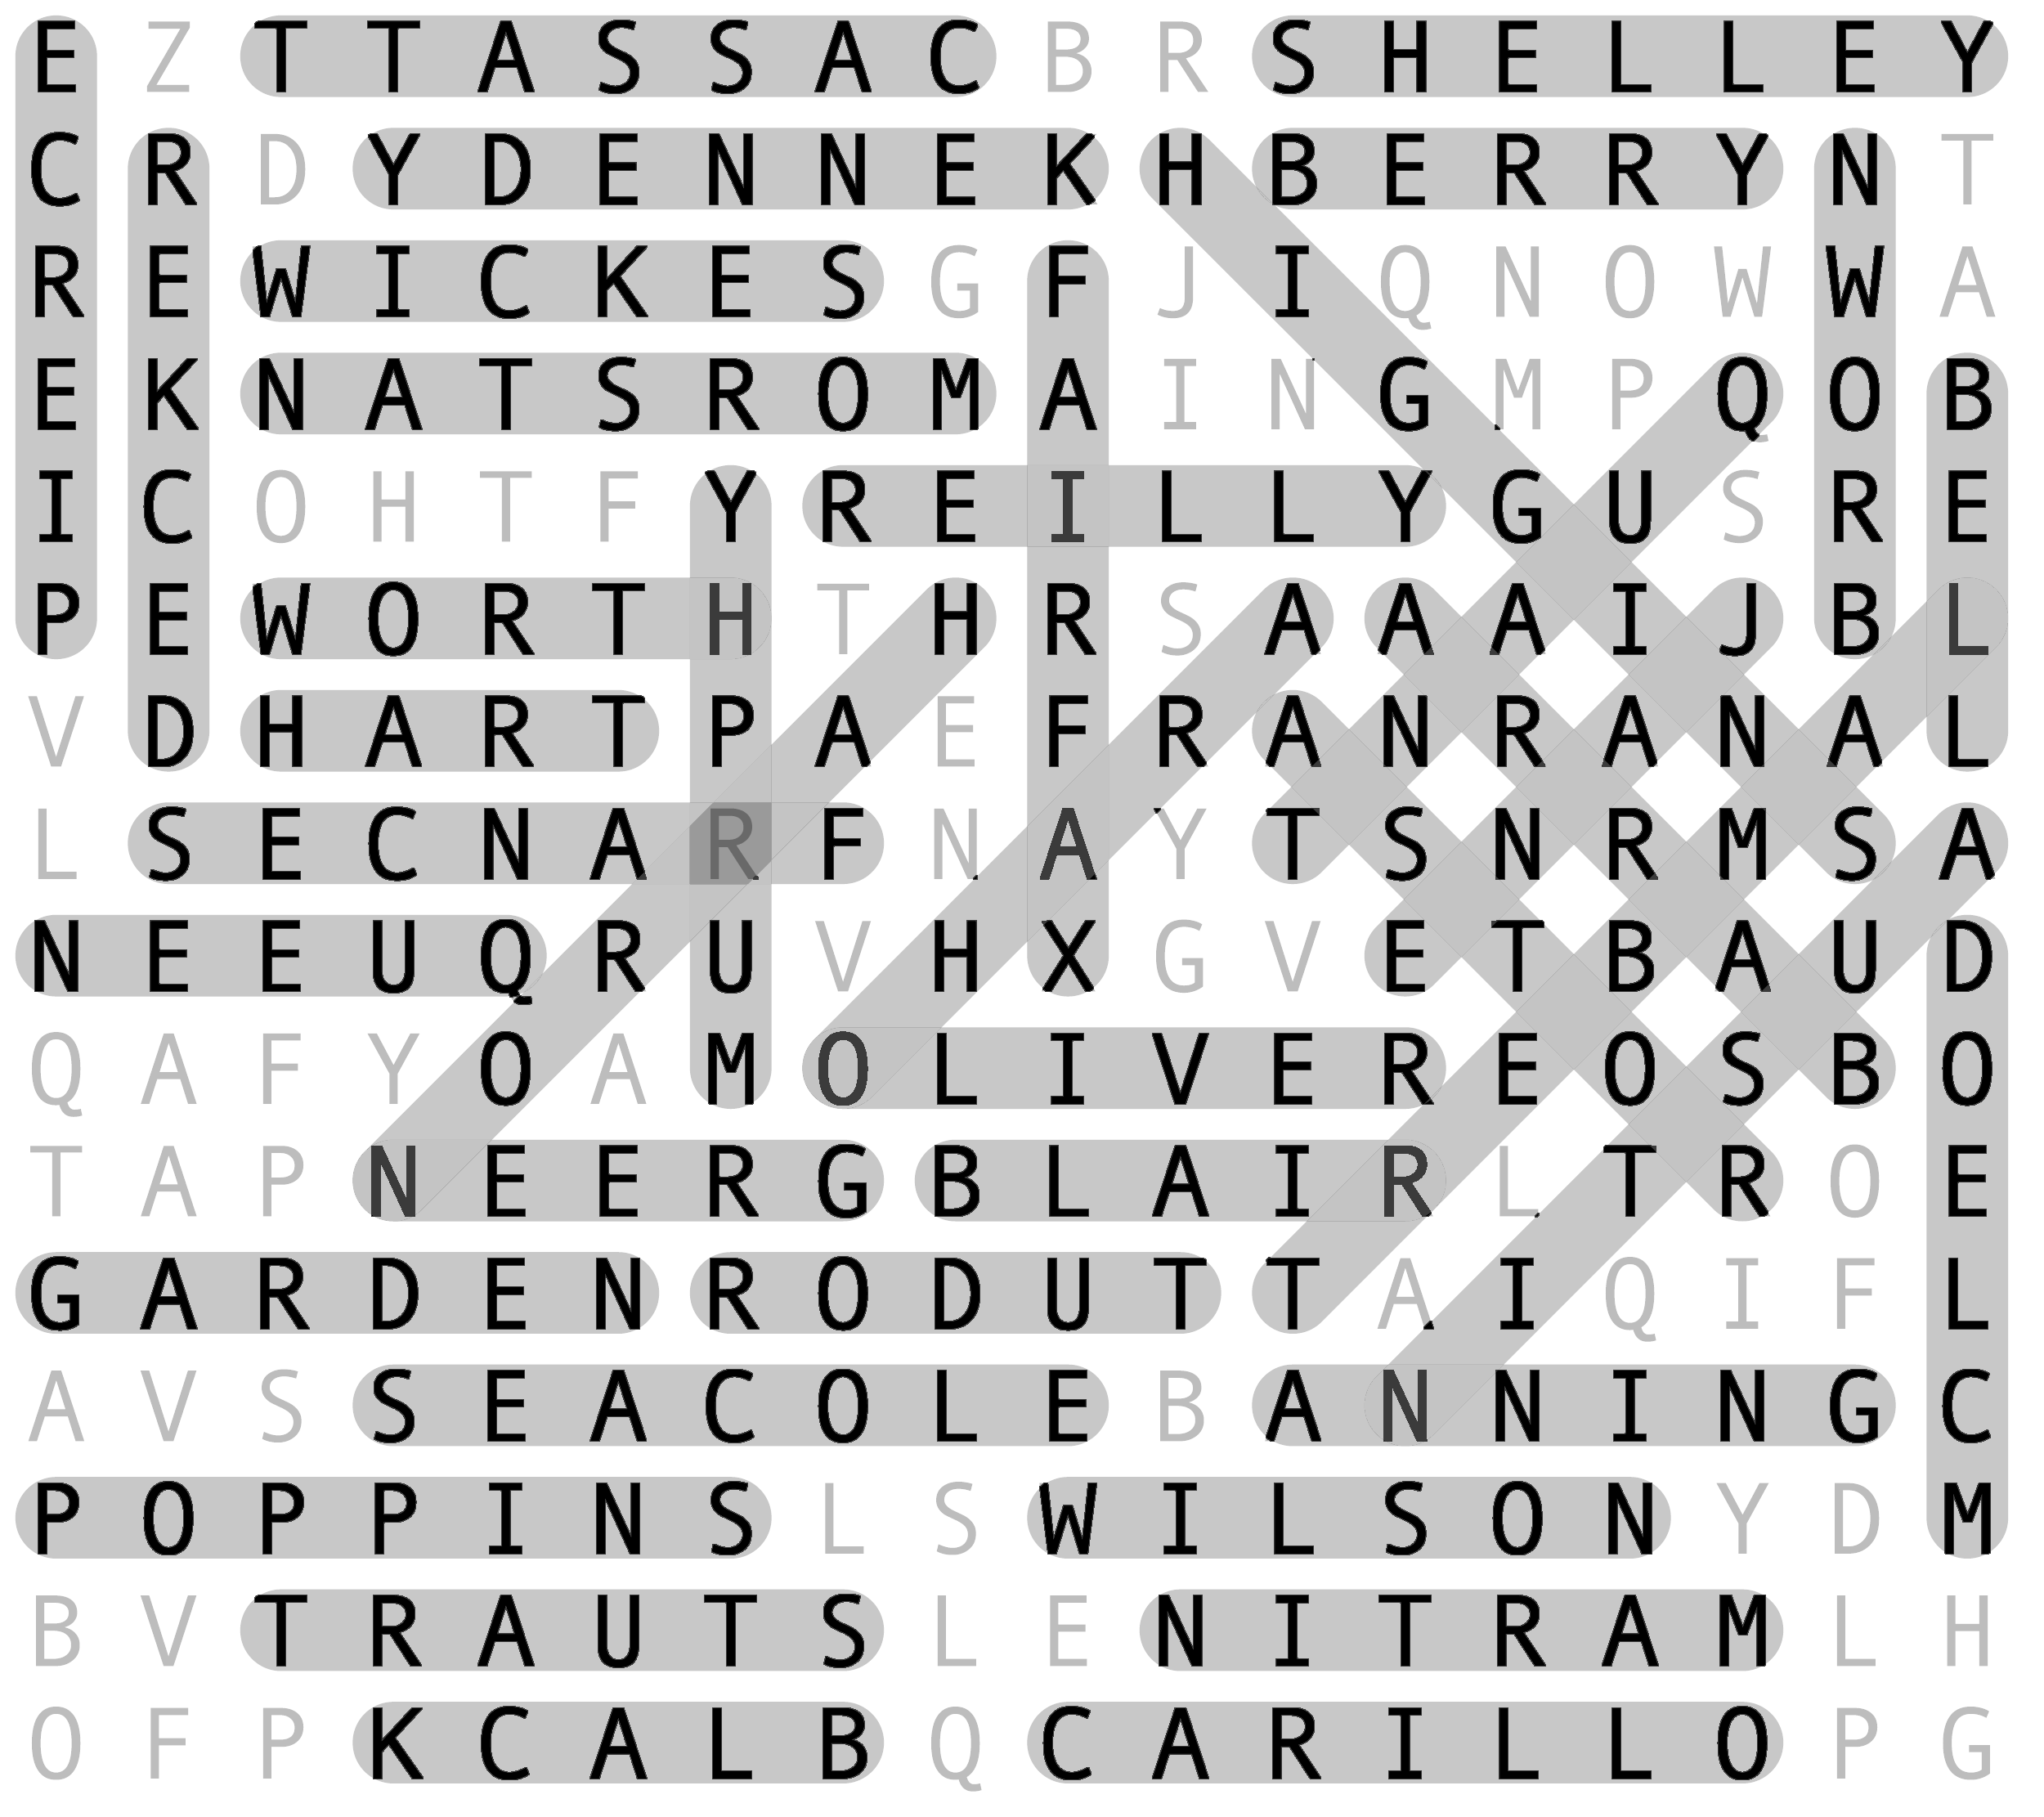 E Z T T A S S A C B R S H E L L E Y
C R D Y D E N N E K H B E R R Y N T
R E W I C K E S G F J I Q N O W W A
E K N A T S R O M A I N G M P Q O B
I C O H T F Y R E I L L Y G U S R E
P E W O R T H T H R S A A A I J B L
V D H A R T P A E F R A N R A N A L
L S E C N A R F N A Y T S N R M S A
N E E U Q R U V H X G V E T B A U D
Q A F Y O A M O L I V E R E O S B O
T A P N E E R G B L A I R L T R O E
G A R D E N R O D U T T A I Q I F L
A V S S E A C O L E B A N N I N G C
P O P P I N S L S W I L S O N Y D M
B V T R A U T S L E N I T R A M L H
O F P K C A L B Q C A R I L L O P G